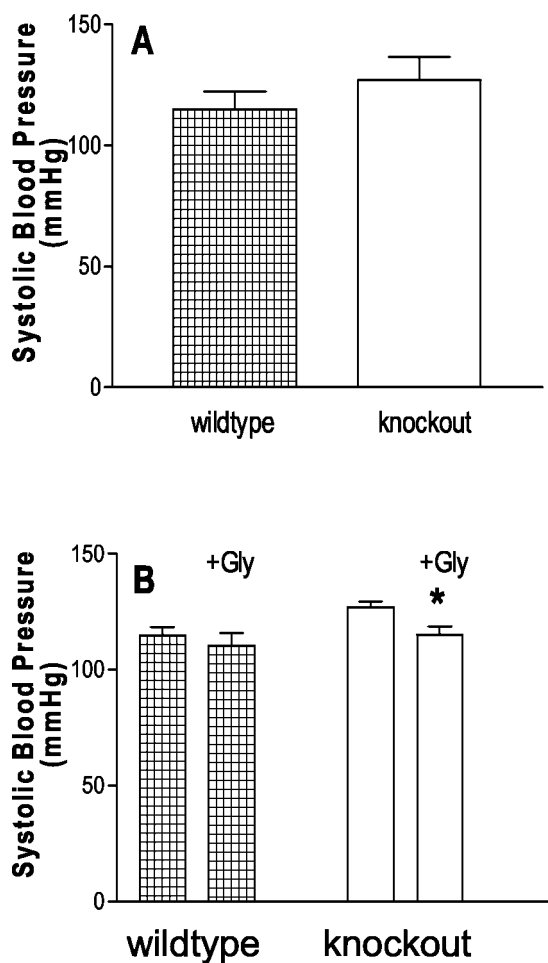 A
Systolic Blood Pressure
(mmHg)
150
100
50
0
wildtype knockout
B
+Gly +Gly
*
Systolic Blood Pressure
(mmHg)
150
100
50
0
wildtype knockout